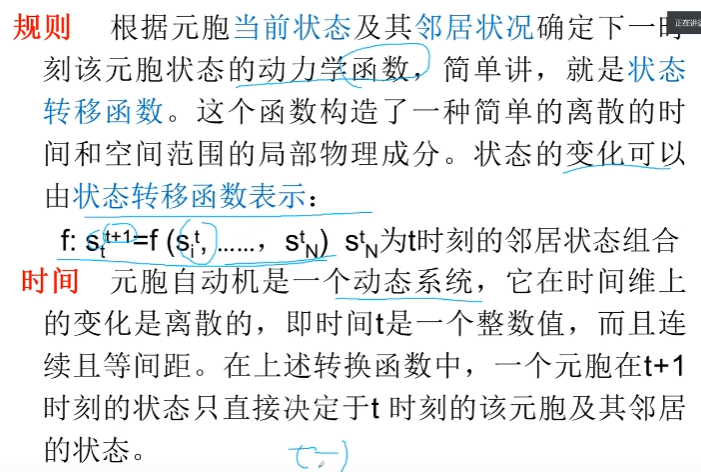 规则 根据元胞当前状态及其邻居状况确定下一时
刻该元胞状态的动力学函数，简单讲，就是状态
转移函数。这个函数构造了一种简单的离散的时
间和空间范围的局部物理成分。状态的变化可以
由状态转移函数表示：
f: sₜᵗ⁺¹=f (sᵢᵗ, ......，sᵗN) sᵗN为t时刻的邻居状态组合
时间 元胞自动机是一个动态系统，它在时间维上
的变化是离散的，即时间t是一个整数值，而且连
续且等间距。在上述转换函数中，一个元胞在t+1
时刻的状态只直接决定于t 时刻的该元胞及其邻居
的状态。